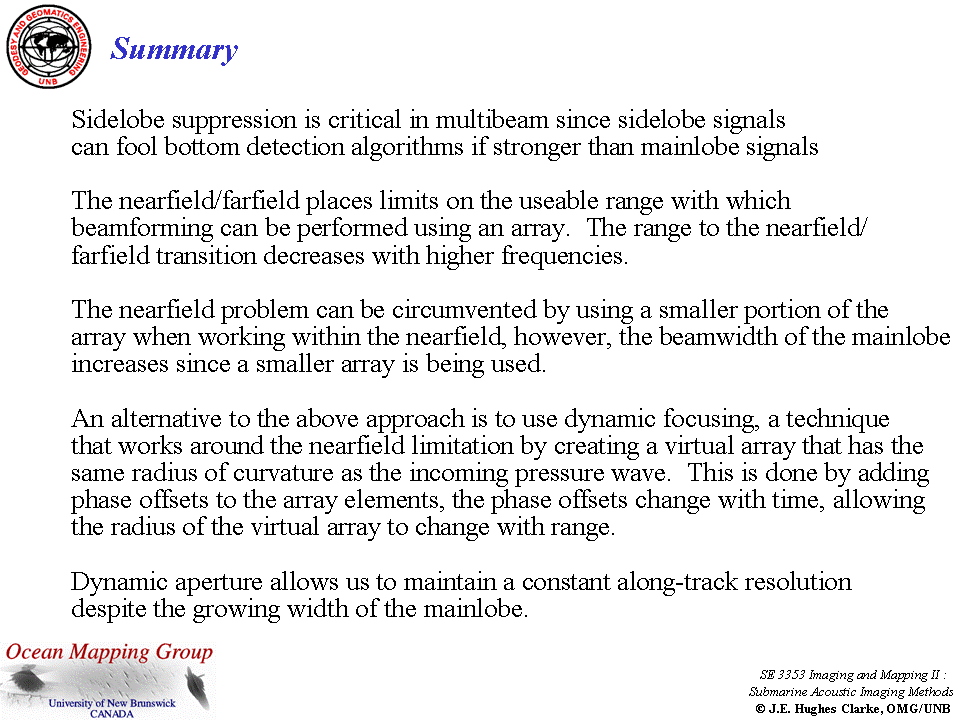 GEODESY AND GEOMATICS ENGINEERING
UNB
Summary
Sidelobe suppression is critical in multibeam since sidelobe signals
can fool bottom detection algorithms if stronger than mainlobe signals
The nearfield/farfield places limits on the useable range with which
beamforming can be performed using an array.  The range to the nearfield/
farfield transition decreases with higher frequencies.
The nearfield problem can be circumvented by using a smaller portion of the
array when working within the nearfield, however, the beamwidth of the mainlobe
increases since a smaller array is being used.
An alternative to the above approach is to use dynamic focusing, a technique
that works around the nearfield limitation by creating a virtual array that has the
same radius of curvature as the incoming pressure wave.  This is done by adding
phase offsets to the array elements, the phase offsets change with time, allowing
the radius of the virtual array to change with range.
Dynamic aperture allows us to maintain a constant along-track resolution
despite the growing width of the mainlobe.
Ocean Mapping Group
University of New Brunswick
CANADA
SE 3353 Imaging and Mapping II :
Submarine Acoustic Imaging Methods
© J.E. Hughes Clarke, OMG/UNB